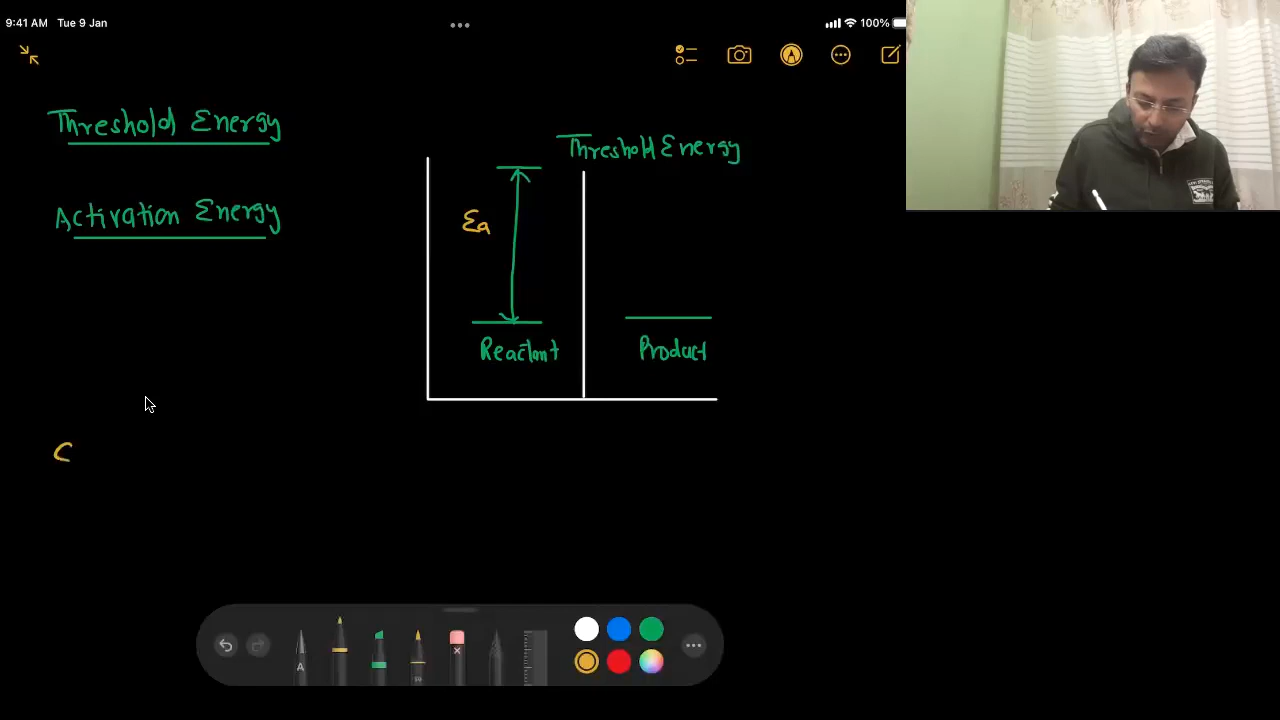 9:41 AM Tue 9 Jan
100%
Threshold Energy
Threshold Energy
Activation Energy
Ea
Reactant
Product
C
A